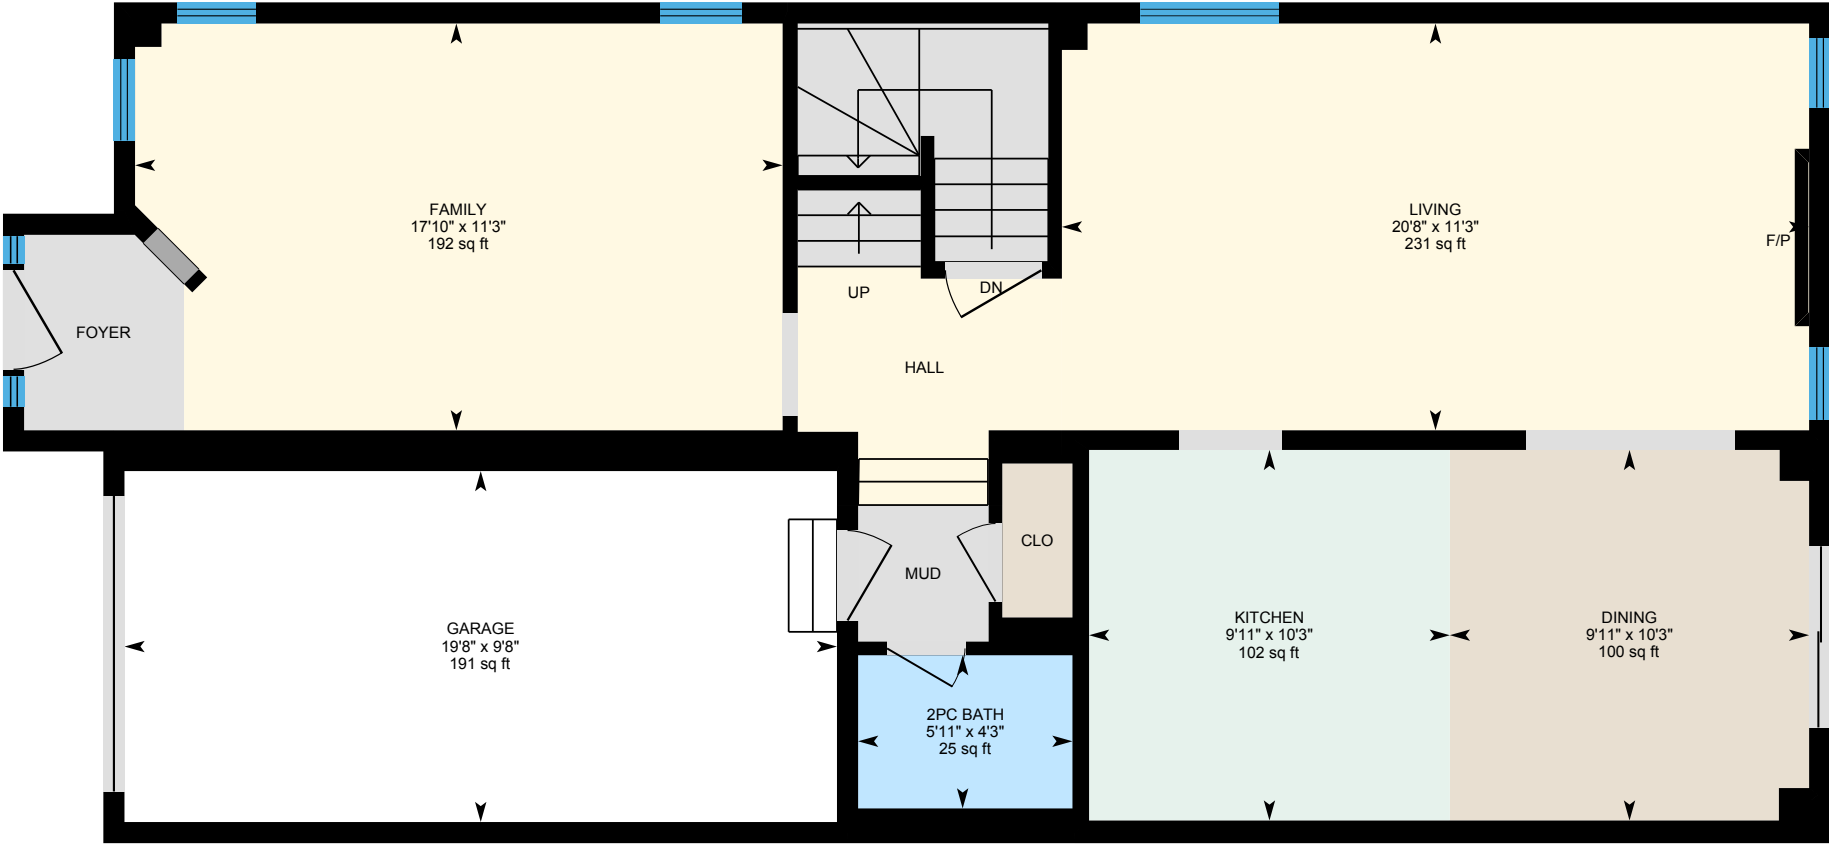 FAMILY
17'10" x 11'3"
192 sq ft
LIVING
20'8" x 11'3"
231 sq ft
F/P
UP
DN
FOYER
HALL
CLO
MUD
GARAGE
19'8" x 9'8"
191 sq ft
KITCHEN
9'11" x 10'3"
102 sq ft
DINING
9'11" x 10'3"
100 sq ft
2PC BATH
5'11" x 4'3"
25 sq ft